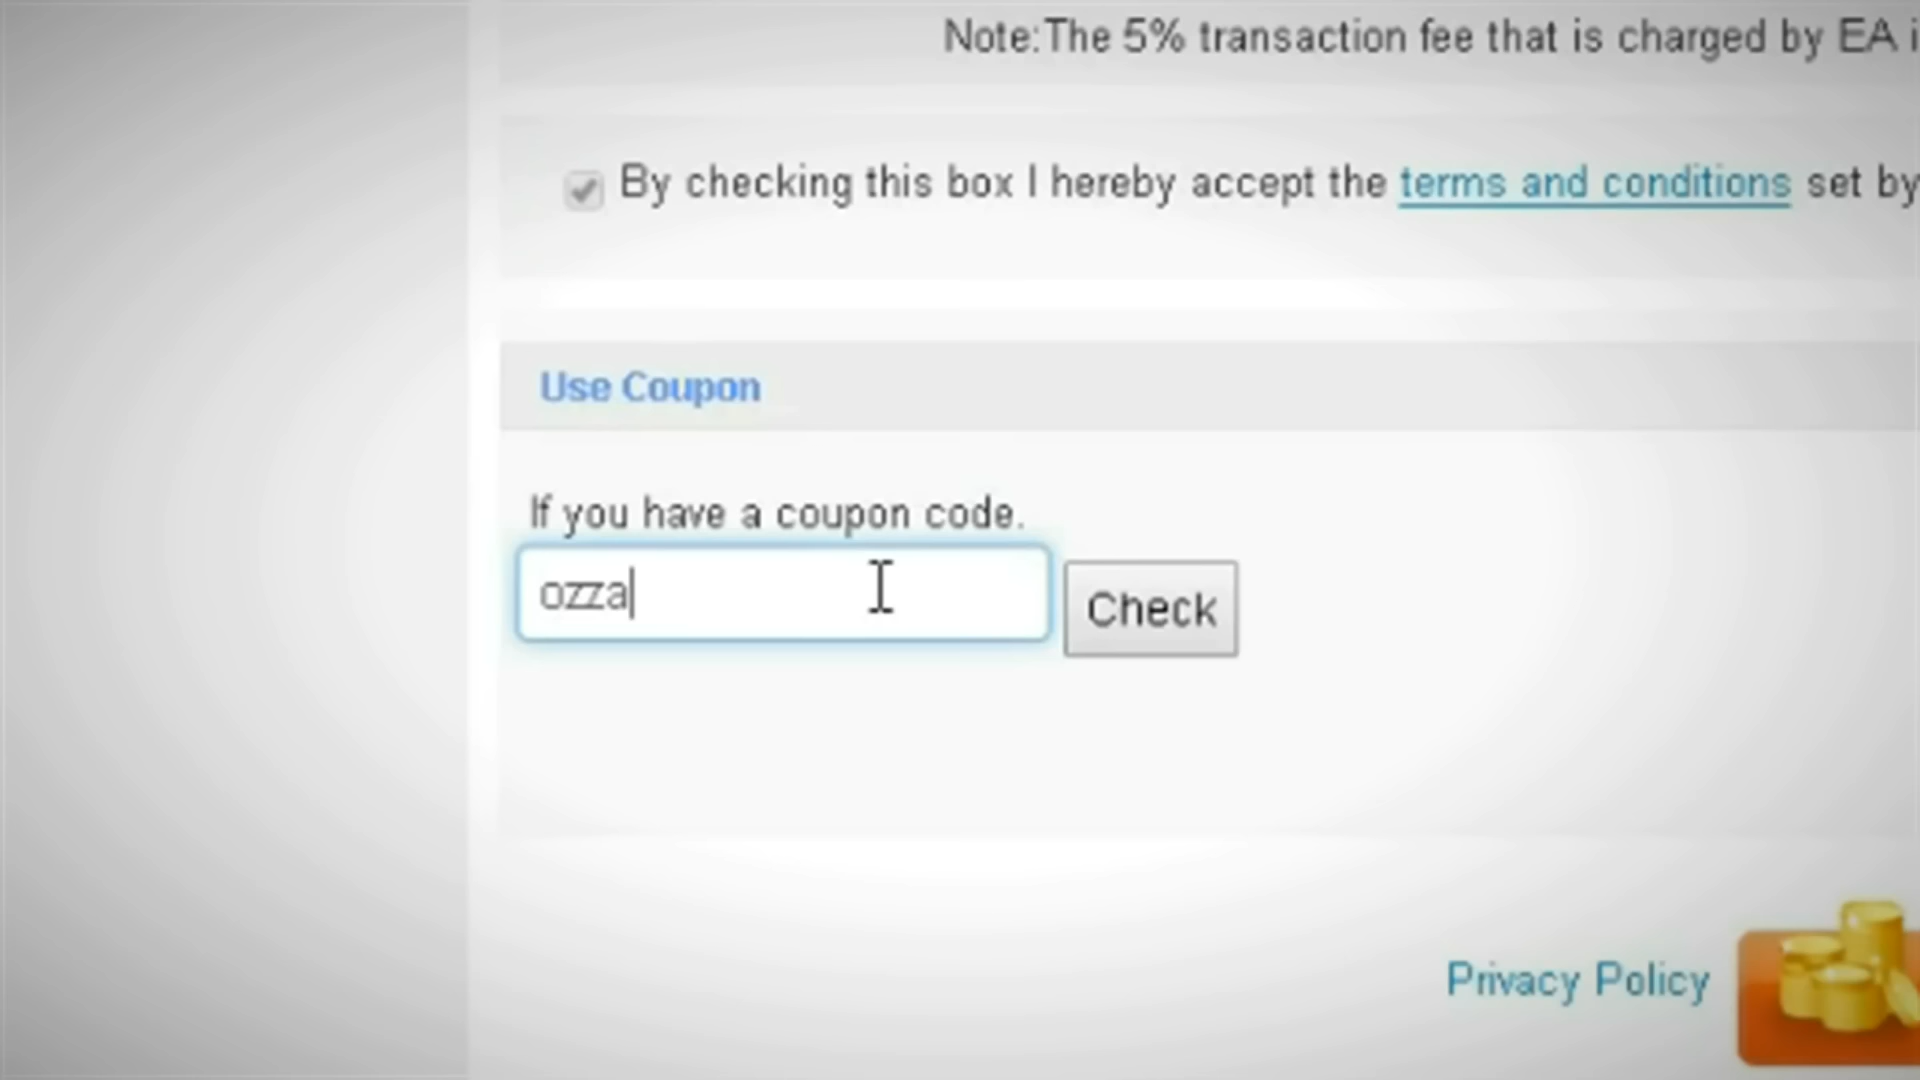 Note:The 5% transaction fee that is charged by EA i
By checking this box I hereby accept the terms and conditions set by
Use Coupon
If you have a coupon code.
ozza
Check
Privacy Policy